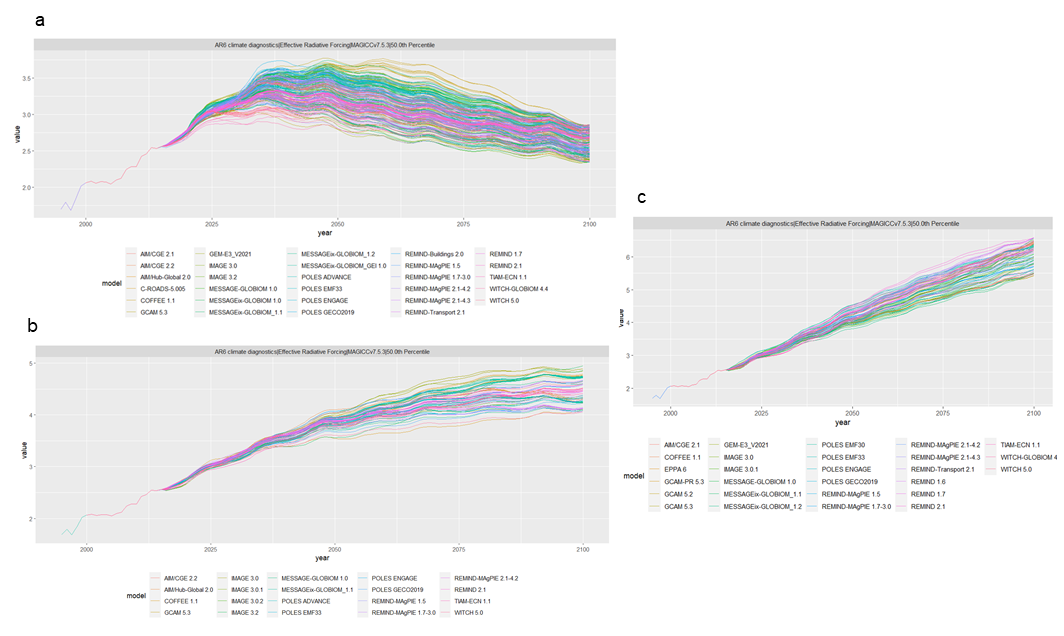 a
AR6 climate diagnostics|Effective Radiative Forcing|MAGICCv7.5.3|50.0th Percentile
3.5
3.0
2.5
2.0
value
2000 2025 2050 2075 2100
year
model
AIM/CGE 2.1 GEM-E3_V2021 MESSAGEix-GLOBIOM_1.2 REMIND-Buildings 2.0 REMIND 1.7
AIM/CGE 2.2 IMAGE 3.0 MESSAGEix-GLOBIOM_GEI 1.0 REMIND-MAgPIE 1.5 REMIND 2.1
AIM/Hub-Global 2.0 IMAGE 3.2 POLES ADVANCE REMIND-MAgPIE 1.7-3.0 TIAM-ECN 1.1
C-ROADS-5.005 MESSAGE-GLOBIOM 1.0 POLES EMF33 REMIND-MAgPIE 2.1-4.2 WITCH-GLOBIOM 4.4
COFFEE 1.1 MESSAGEix-GLOBIOM 1.0 POLES ENGAGE REMIND-MAgPIE 2.1-4.3 WITCH 5.0
GCAM 5.3 MESSAGEix-GLOBIOM_1.1 POLES GECO2019 REMIND-Transport 2.1
b
AR6 climate diagnostics|Effective Radiative Forcing|MAGICCv7.5.3|50.0th Percentile
5
4
3
2
value
2000 2025 2050 2075 2100
year
model
AIM/CGE 2.2 IMAGE 3.0 MESSAGE-GLOBIOM 1.0 POLES ENGAGE REMIND-MAgPIE 2.1-4.2
AIM/Hub-Global 2.0 IMAGE 3.0.1 MESSAGEix-GLOBIOM_1.1 POLES GECO2019 REMIND 2.1
COFFEE 1.1 IMAGE 3.0.2 POLES ADVANCE REMIND-MAgPIE 1.5 TIAM-ECN 1.1
GCAM 5.3 IMAGE 3.2 POLES EMF33 REMIND-MAgPIE 1.7-3.0 WITCH 5.0
c
AR6 climate diagnostics|Effective Radiative Forcing|MAGICCv7.5.3|50.0th Percentile
6
5
4
3
2
value
2000 2025 2050 2075 2100
year
model
AIM/CGE 2.1 GEM-E3_V2021 POLES EMF30 REMIND-MAgPIE 2.1-4.2 TIAM-ECN 1.1
COFFEE 1.1 IMAGE 3.0 POLES EMF33 REMIND-MAgPIE 2.1-4.3 WITCH-GLOBIOM 4
EPPA 6 IMAGE 3.0.1 POLES ENGAGE REMIND-Transport 2.1 WITCH 5.0
GCAM-PR 5.3 MESSAGE-GLOBIOM 1.0 POLES GECO2019 REMIND 1.6
GCAM 5.2 MESSAGEix-GLOBIOM_1.1 REMIND-MAgPIE 1.5 REMIND 1.7
GCAM 5.3 MESSAGEix-GLOBIOM_1.2 REMIND-MAgPIE 1.7-3.0 REMIND 2.1